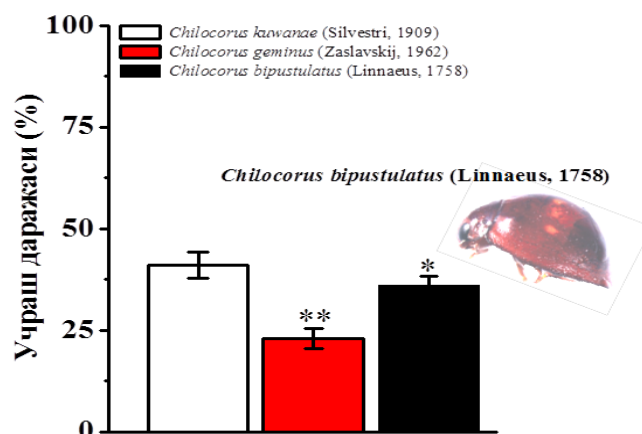 Chilocorus kuwanae (Silvestri, 1909)
Chilocorus geminus (Zaslavskij, 1962)
Chilocorus bipustulatus (Linnaeus, 1758)
Учраш даражаси (%)
100
75
50
25
0
Chilocorus bipustulatus (Linnaeus, 1758)
**
*